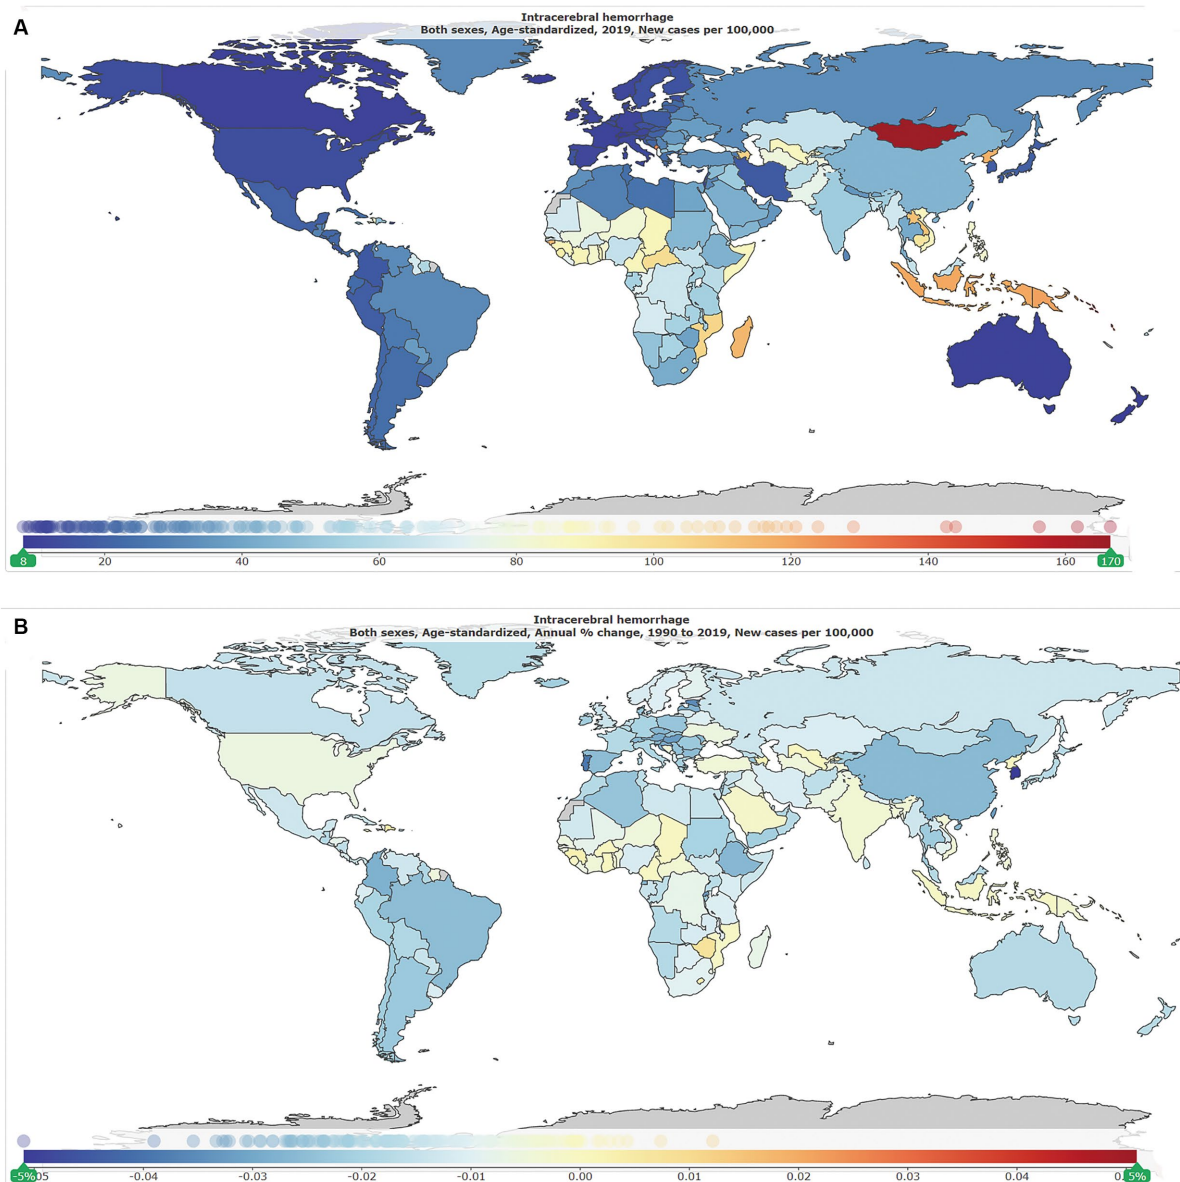 A
Intracerebral hemorrhage
Both sexes, Age-standardized, 2019, New cases per 100,000
8 20 40 60 80 100 120 140 160 170
B
Intracerebral hemorrhage
Both sexes, Age-standardized, Annual % change, 1990 to 2019, New cases per 100,000
-5% 05 -0.04 -0.03 -0.02 -0.01 0.00 0.01 0.02 0.03 0.04 5%